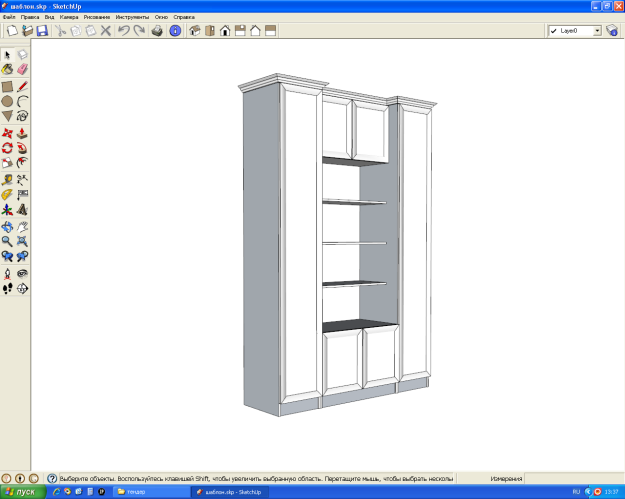 шаблон.skp - SketchUp
Файл Правка Вид Камера Рисование Инструменты Окно Справка
Layer0
Выберите объекты. Воспользуйтесь клавишей Shift, чтобы увеличить выбранную область. Перетащите мышь, чтобы выбрать несколь
Измерения
пуск
тендер
шаблон.skp - SketchUp
RU
13:37